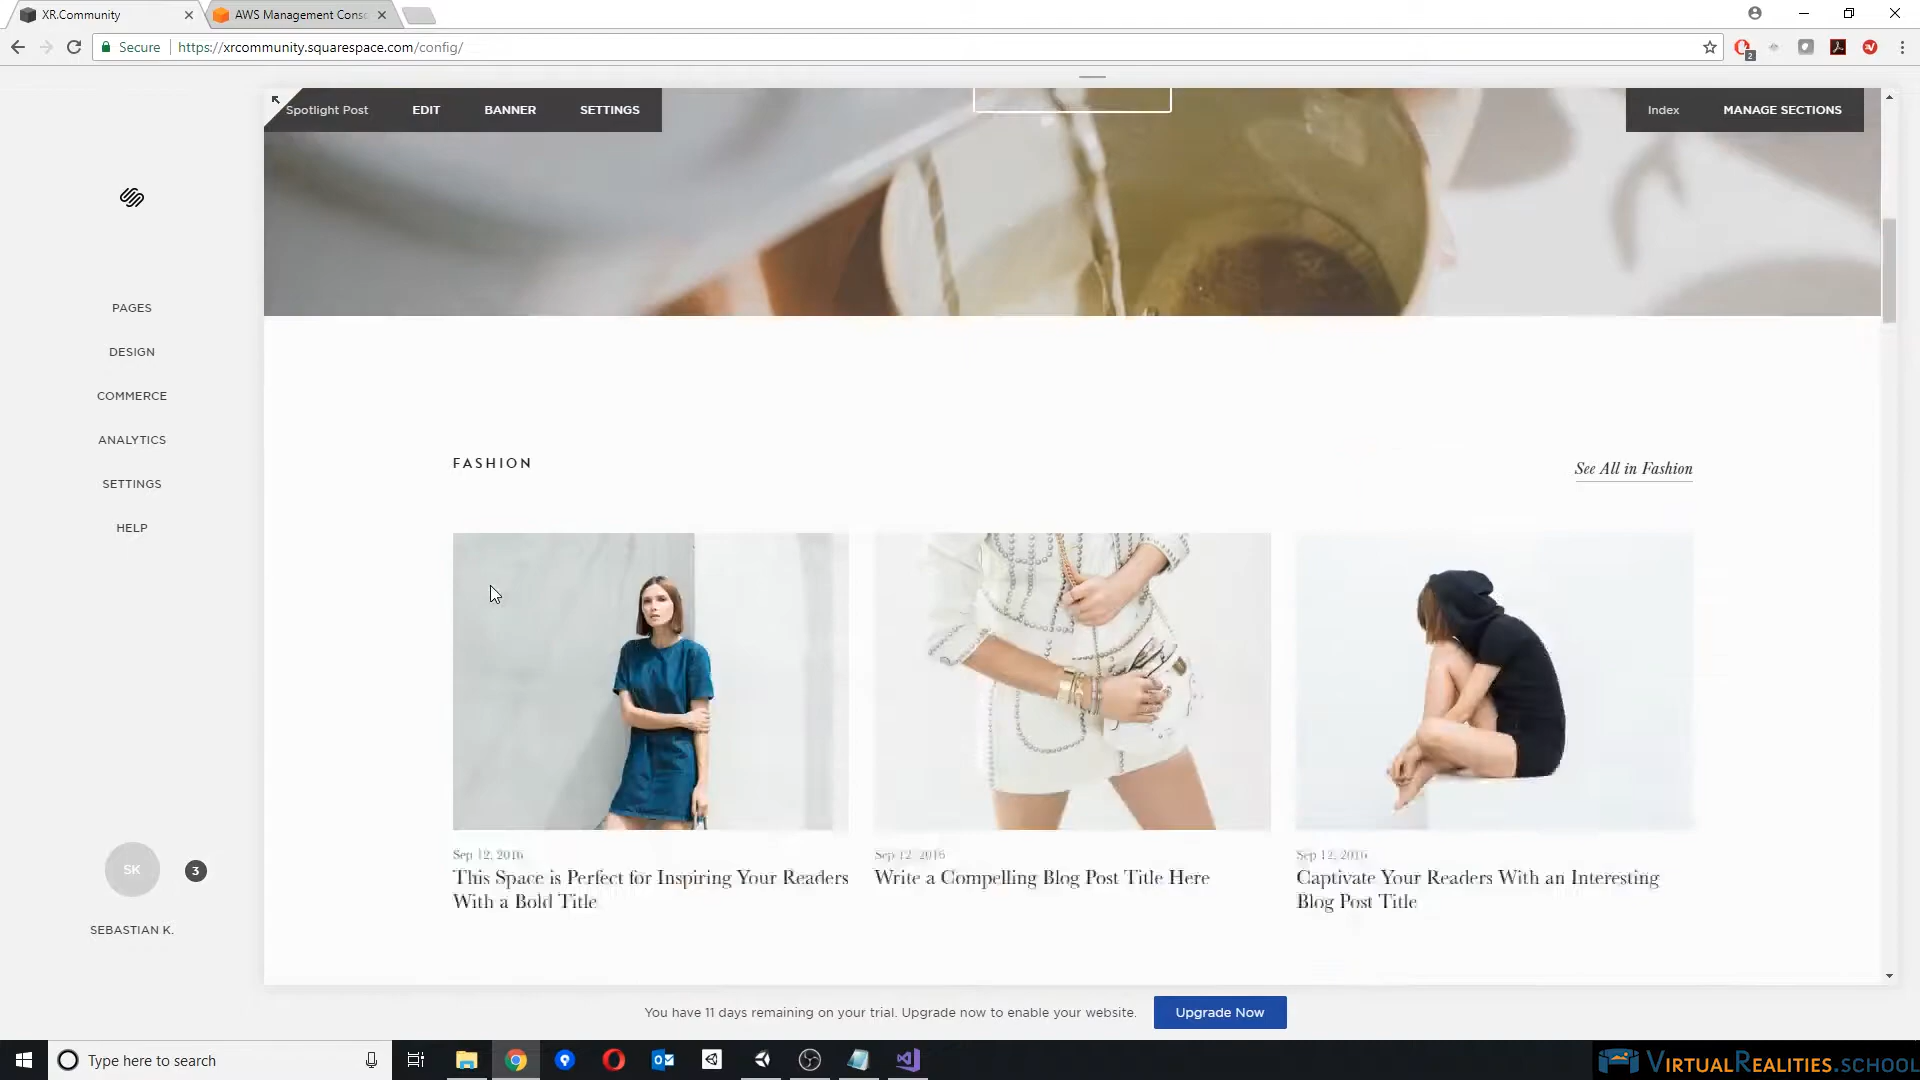 XR.Community
AWS Management Conso
Secure
https://xrcommunity.squarespace.com/config/
2
Spotlight Post
EDIT
BANNER
SETTINGS
Index
MANAGE SECTIONS
PAGES
DESIGN
COMMERCE
ANALYTICS
SETTINGS
HELP
FASHION
See All in Fashion
Sep 12, 2016
This Space is Perfect for Inspiring Your Readers
With a Bold Title
Sep 12, 2016
Write a Compelling Blog Post Title Here
Sep 12, 2016
Captivate Your Readers With an Interesting
Blog Post Title
SK
3
SEBASTIAN K.
You have 11 days remaining on your trial. Upgrade now to enable your website.
Upgrade Now
Type here to search
VIRTUALREALITIES.SCHOOL